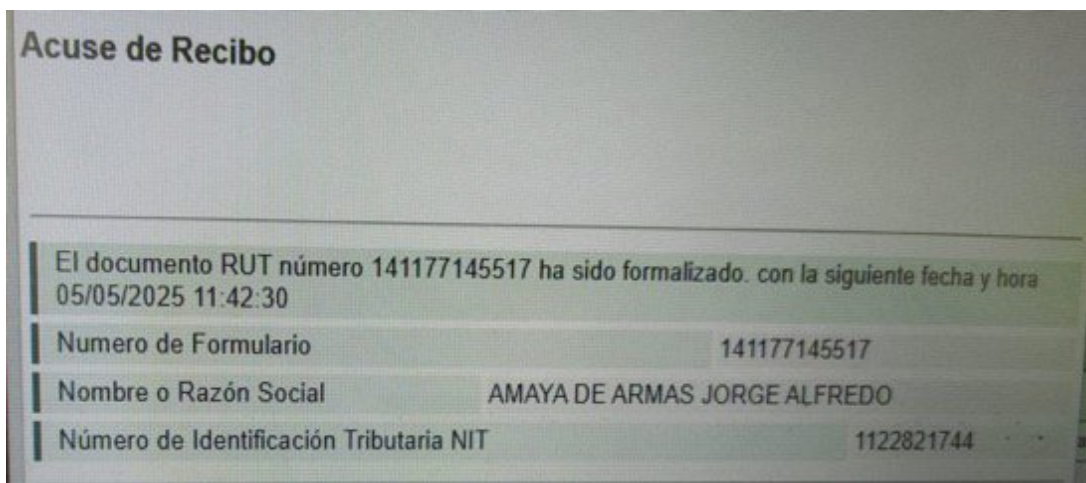 Acuse de Recibo
El documento RUT número 141177145517 ha sido formalizado. con la siguiente fecha y hora
05/05/2025 11:42:30
Numero de Formulario 141177145517
Nombre o Razón Social AMAYA DE ARMAS JORGE ALFREDO
Número de Identificación Tributaria NIT 1122821744